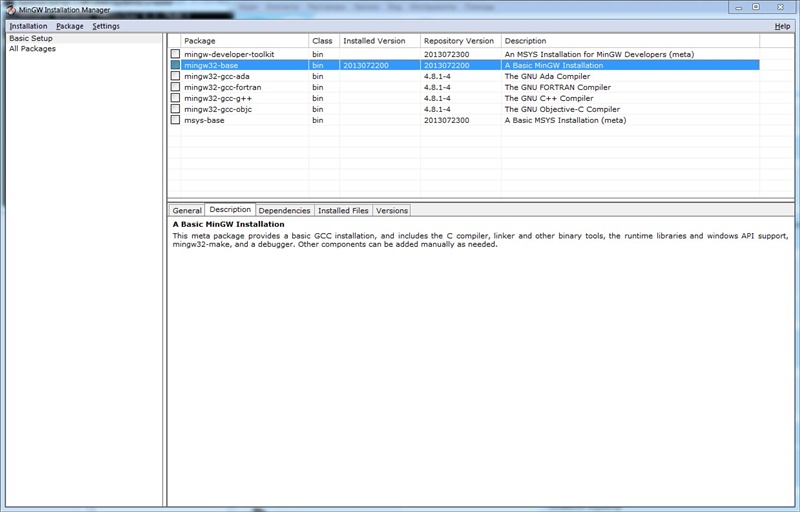 MinGW Installation Manager
Installation Package Settings Help
Basic Setup
All Packages
Package Class Installed Version Repository Version Description
mingw-developer-toolkit bin 2013072300 An MSYS Installation for MinGW Developers (meta)
mingw32-base bin 2013072200 2013072200 A Basic MinGW Installation
mingw32-gcc-ada bin 4.8.1-4 The GNU Ada Compiler
mingw32-gcc-fortran bin 4.8.1-4 The GNU FORTRAN Compiler
mingw32-gcc-g++ bin 4.8.1-4 The GNU C++ Compiler
mingw32-gcc-objc bin 4.8.1-4 The GNU Objective-C Compiler
msys-base bin 2013072300 A Basic MSYS Installation (meta)
General Description Dependencies Installed Files Versions
A Basic MinGW Installation
This meta package provides a basic GCC installation, and includes the C compiler, linker and other binary tools, the runtime libraries and windows API support,
mingw32-make, and a debugger. Other components can be added manually as needed.